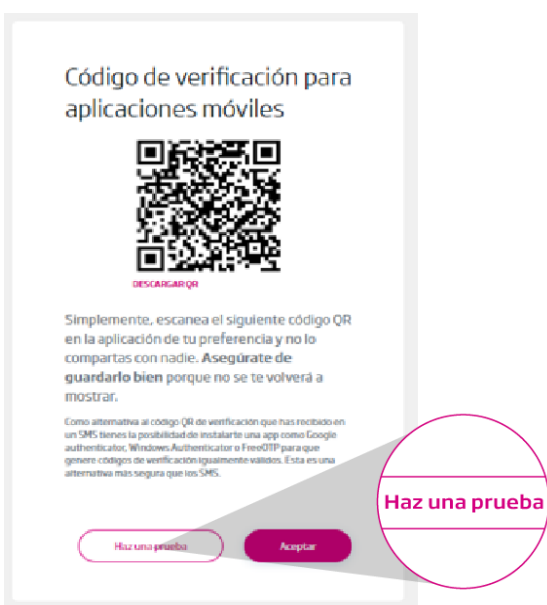 Código de verificación para
aplicaciones móviles
DESCARGAR QR
Simplemente, escanea el siguiente código QR
en la aplicación de tu preferencia y no lo
compartas con nadie. Asegúrate de
guardarlo bien porque no se te volverá a
mostrar.
Como alternativa al código QR de verificación que has recibido en
un SMS tienes la posibilidad de instalarte una app como Google
authenticator, Windows Authenticator o FreeOTP para que
genere códigos de verificación igualmente válidos. Esta es una
alternativa más segura que los SMS.
Haz una prueba
Aceptar
Haz una prueba